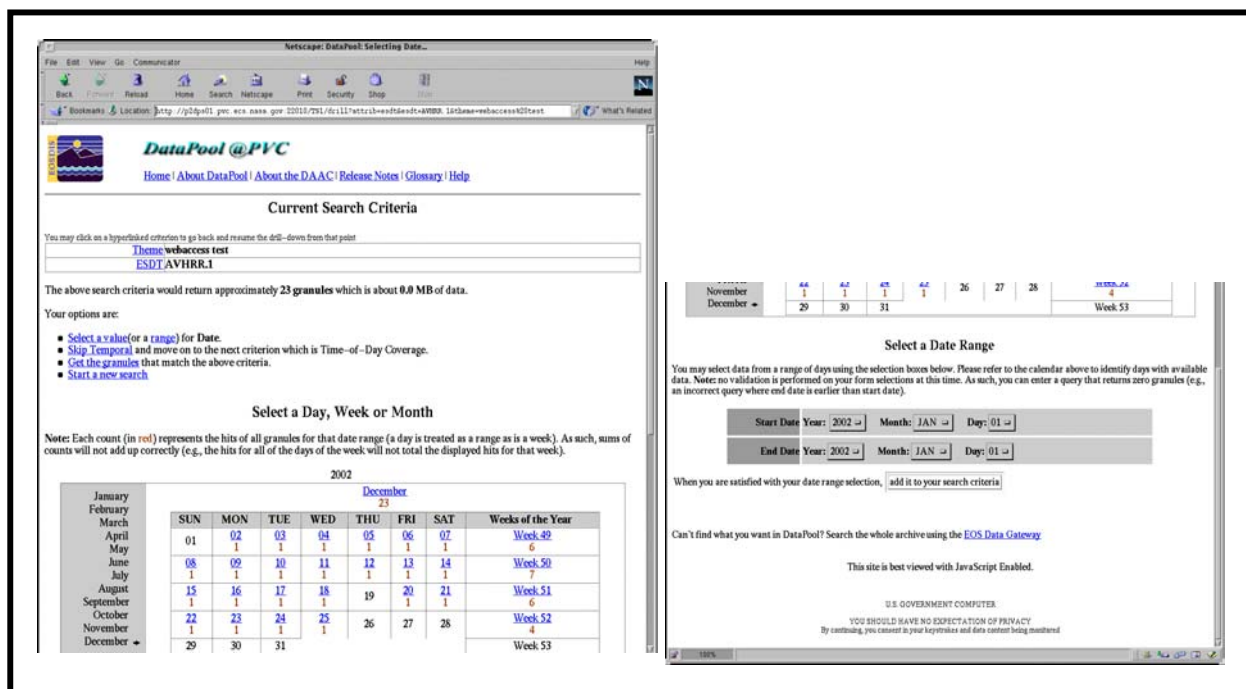 Netscape: DataPool: Selecting Date...
File Edit View Go Communicator Help
Back Forward Reload Home Search Netscape Print Security Shop Stop
Bookmarks Location: http://p2dps01.pvc.ecs.nasa.gov:22010/TS1/drill?attrib=esdt&esdt=AVHRR.1&theme=webaccess%20test What's Related
EOSDIS
DataPool @PVC
Home | About DataPool | About the DAAC | Release Notes | Glossary | Help
Current Search Criteria
You may click on a hyperlinked criterion to go back and resume the drill-down from that point
Theme webaccess test
ESDT AVHRR.1
The above search criteria would return approximately 23 granules which is about 0.0 MB of data.
Your options are:
Select a value(or a range) for Date.
Skip Temporal and move on to the next criterion which is Time-of-Day Coverage.
Get the granules that match the above criteria.
Start a new search
Select a Day, Week or Month
Note: Each count (in red) represents the hits of all granules for that date range (a day is treated as a range as is a week). As such, sums of
counts will not add up correctly (e.g., the hits for all of the days of the week will not total the displayed hits for that week).
2002
January
February
March
April
May
June
July
August
September
October
November
December
December
23
SUN MON TUE WED THU FRI SAT Weeks of the Year
01 02 03 04 05 06 07 Week 49
1 1 1 1 1 1 6
08 09 10 11 12 13 14 Week 50
1 1 1 1 1 1 1 7
15 16 17 18 19 20 21 Week 51
1 1 1 1 1 1 6
22 23 24 25 26 27 28 Week 52
1 1 1 1 4
29 30 31 Week 53
November
December
22 23 24 25 26 27 28 Week 52
1 1 1 1 4
29 30 31 Week 53
Select a Date Range
You may select data from a range of days using the selection boxes below. Please refer to the calendar above to identify days with available
data. Note: no validation is performed on your form selections at this time. As such, you can enter a query that returns zero granules (e.g.,
an incorrect query where end date is earlier than start date).
Start Date Year: 2002 Month: JAN Day: 01
End Date Year: 2002 Month: JAN Day: 01
When you are satisfied with your date range selection, add it to your search criteria
Can't find what you want in DataPool? Search the whole archive using the EOS Data Gateway
This site is best viewed with JavaScript Enabled.
U.S. GOVERNMENT COMPUTER
YOU SHOULD HAVE NO EXPECTATION OF PRIVACY
By continuing, you consent in your keystrokes and data content being monitored
100%